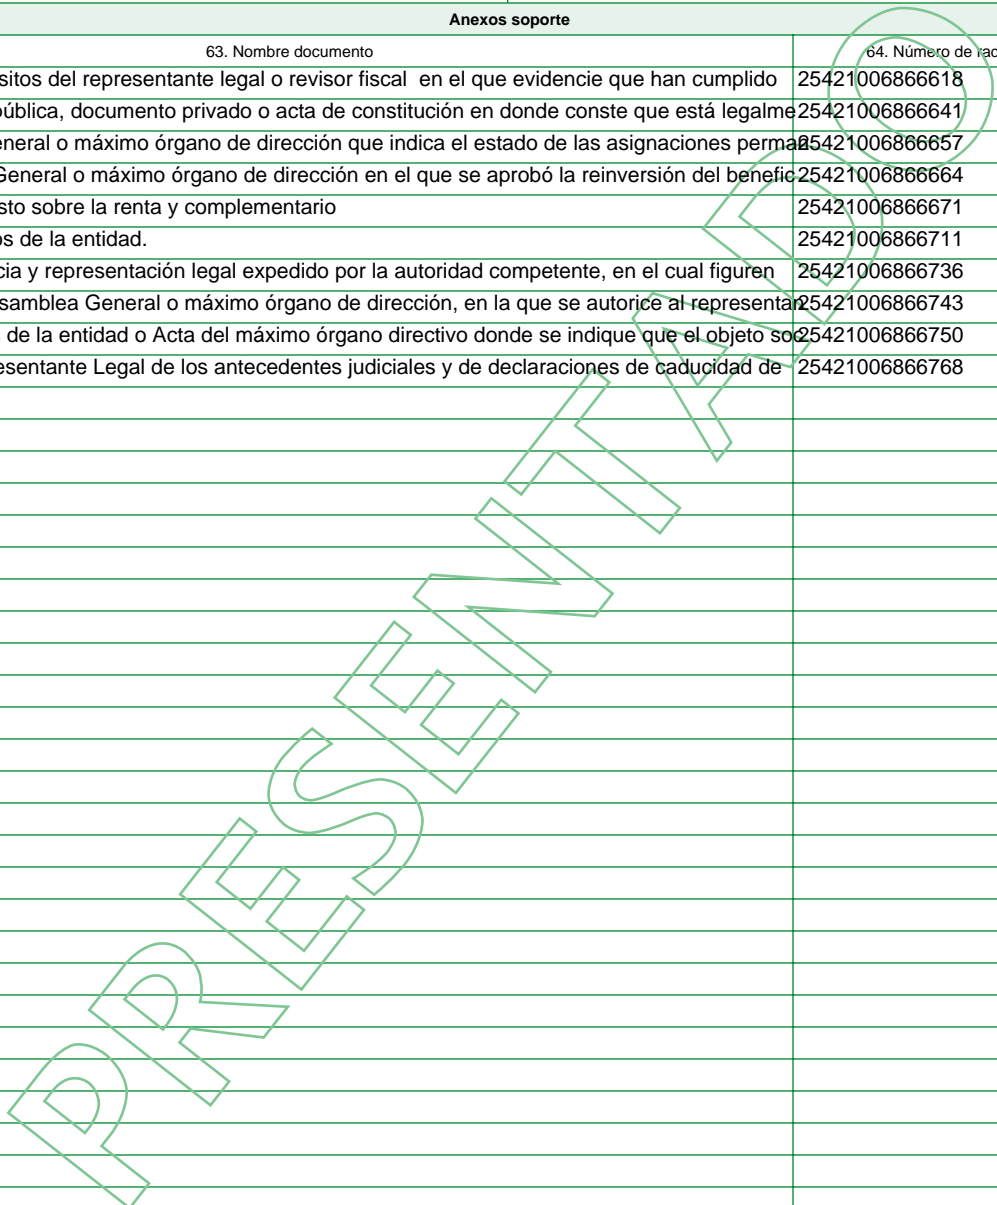 Anexos soporte
63. Nombre documento 64. Número de rad
sitos del representante legal o revisor fiscal en el que evidencie que han cumplido 25421006866618
pública, documento privado o acta de constitución en donde conste que está legalme 25421006866641
eneral o máximo órgano de dirección que indica el estado de las asignaciones perman 25421006866657
General o máximo órgano de dirección en el que se aprobó la reinversión del benefic 25421006866664
sto sobre la renta y complementario 25421006866671
os de la entidad. 25421006866711
cia y representación legal expedido por la autoridad competente, en el cual figuren 25421006866736
samblea General o máximo órgano de dirección, en la que se autorice al representan 25421006866743
de la entidad o Acta del máximo órgano directivo donde se indique que el objeto soc 25421006866750
esentante Legal de los antecedentes judiciales y de declaraciones de caducidad de 25421006866768
PRESENTADO